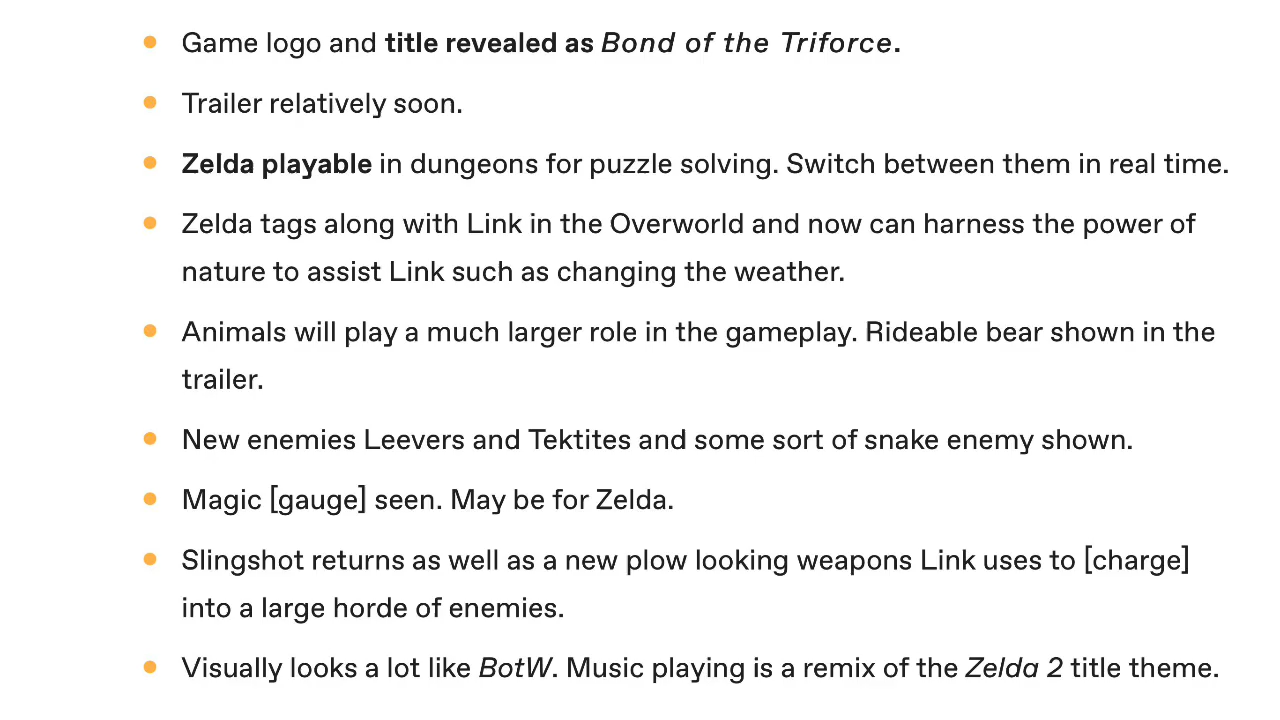 Game logo and title revealed as Bond of the Triforce.
Trailer relatively soon.
Zelda playable in dungeons for puzzle solving. Switch between them in real time.
Zelda tags along with Link in the Overworld and now can harness the power of
nature to assist Link such as changing the weather.
Animals will play a much larger role in the gameplay. Rideable bear shown in the
trailer.
New enemies Leevers and Tektites and some sort of snake enemy shown.
Magic [gauge] seen. May be for Zelda.
Slingshot returns as well as a new plow looking weapons Link uses to [charge]
into a large horde of enemies.
Visually looks a lot like BotW. Music playing is a remix of the Zelda 2 title theme.